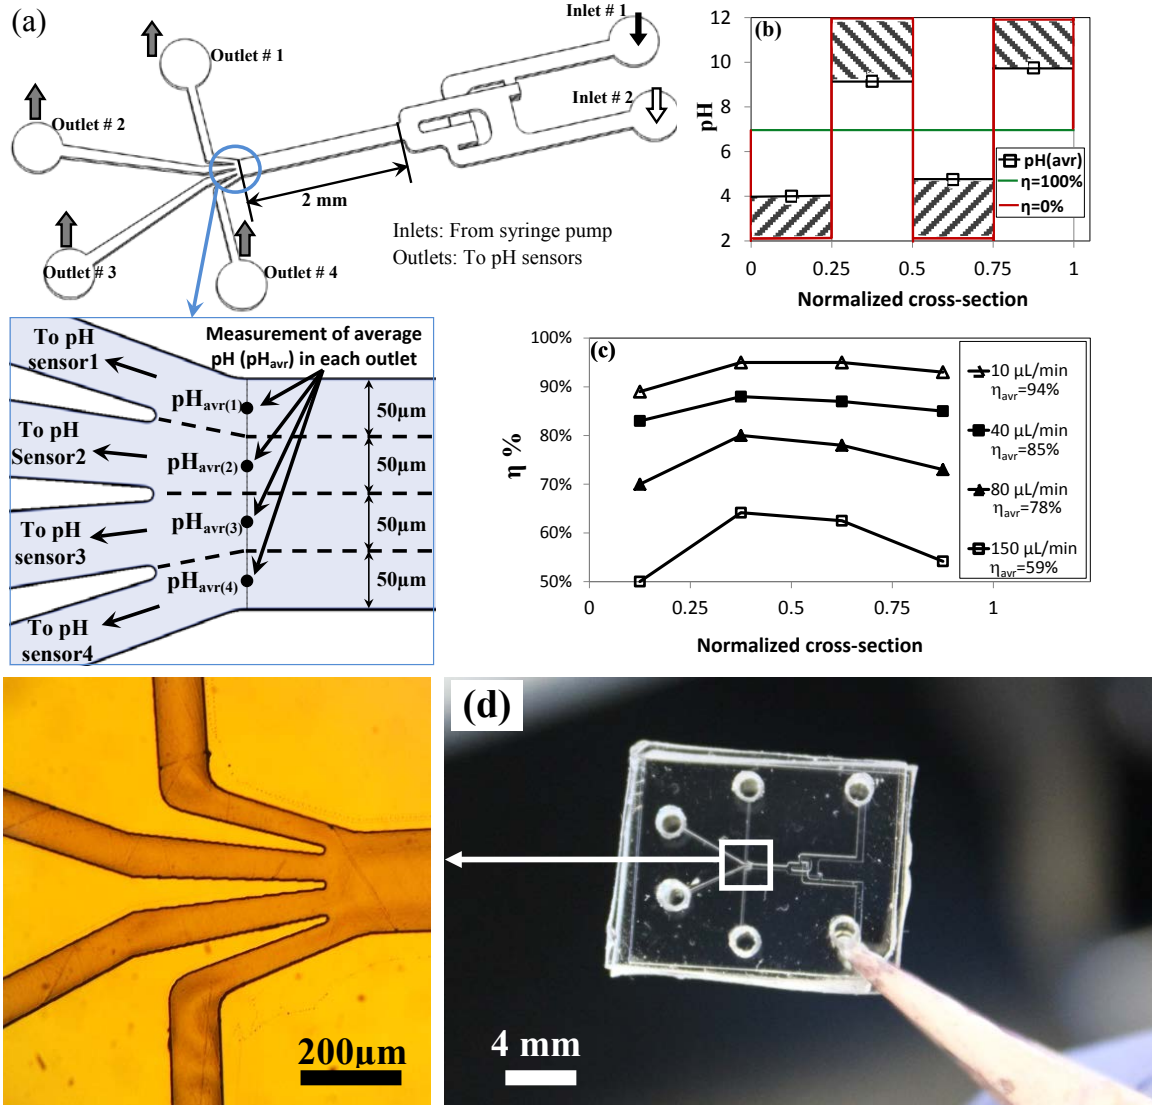 (a)
Inlet # 1
Outlet # 1
Inlet # 2
Outlet # 2
2 mm
Inlets: From syringe pump
Outlets: To pH sensors
Outlet # 3
Outlet # 4
(b)
12
10
8
6
4
2
pH
pH(avr)
η=100%
η=0%
0
0.25
0.5
0.75
1
Normalized cross-section
To pH
sensor1
Measurement of average
pH (pHavr) in each outlet
pHavr(1)
50µm
To pH
Sensor2
pHavr(2)
50µm
To pH
sensor3
pHavr(3)
50µm
pHavr(4)
50µm
To pH
sensor4
(c)
100%
90%
80%
70%
60%
50%
η %
10 µL/min
ηavr=94%
40 µL/min
ηavr=85%
80 µL/min
ηavr=78%
150 µL/min
ηavr=59%
0
0.25
0.5
0.75
1
Normalized cross-section
200µm
(d)
4 mm